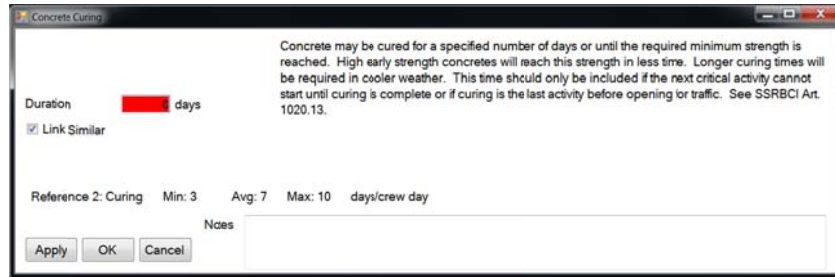 Concrete Curing
Concrete may be cured for a specified number of days or until the required minimum strength is
reached. High early strength concretes will reach this strength in less time. Longer curing times will
be required in cooler weather. This time should only be included if the next critical activity cannot
start until curing is complete or if curing is the last activity before opening for traffic. See SSRBCI Art.
1020.13.
Duration days
Link Similar
Reference 2: Curing Min: 3 Avg: 7 Max: 10 days/crew day
Notes
Apply OK Cancel